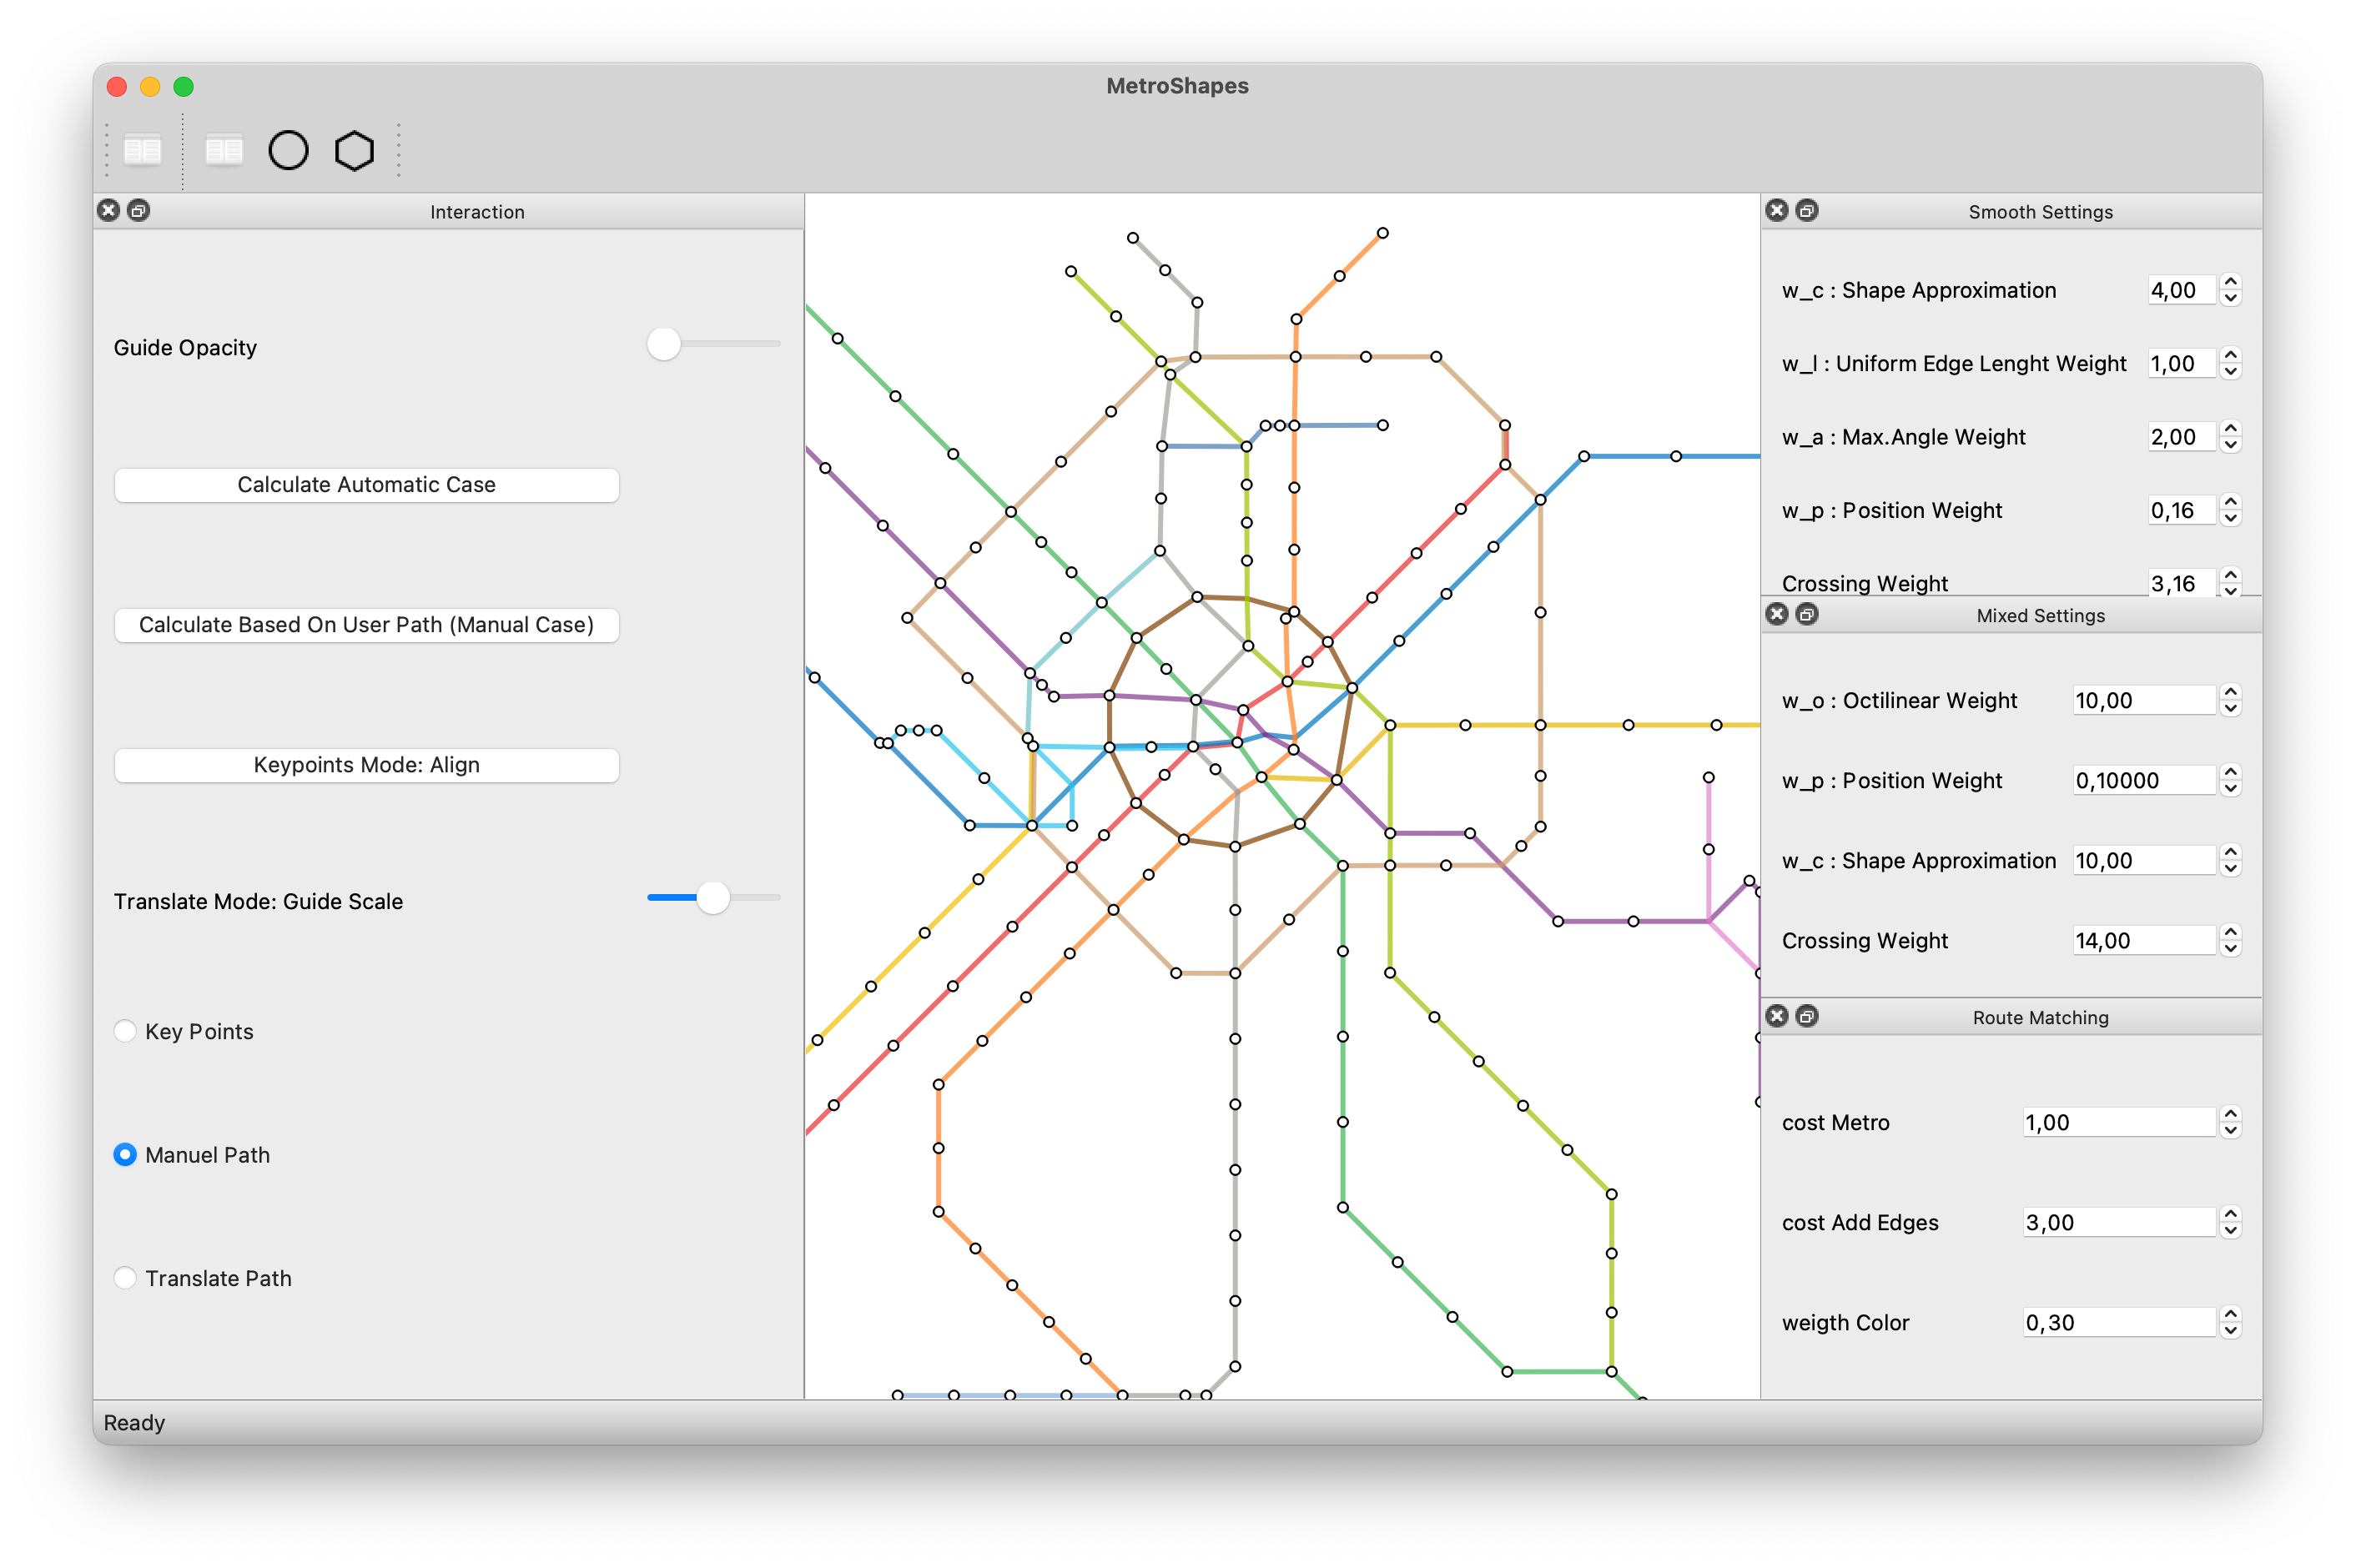 MetroShapes
Interaction
Guide Opacity
Calculate Automatic Case
Calculate Based On User Path (Manual Case)
Keypoints Mode: Align
Translate Mode: Guide Scale
Key Points
Manuel Path
Translate Path
Smooth Settings
w_c : Shape Approximation 4,00
w_l : Uniform Edge Lenght Weight 1,00
w_a : Max.Angle Weight 2,00
w_p : Position Weight 0,16
Crossing Weight 3,16
Mixed Settings
w_o : Octilinear Weight 10,00
w_p : Position Weight 0,10000
w_c : Shape Approximation 10,00
Crossing Weight 14,00
Route Matching
cost Metro 1,00
cost Add Edges 3,00
weigth Color 0,30
Ready